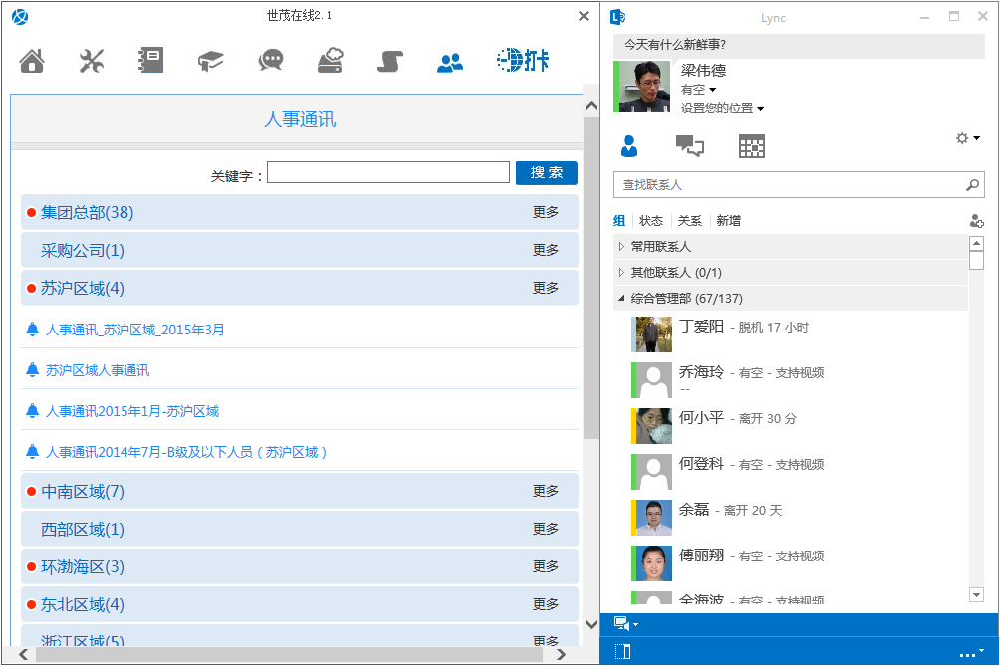 世茂在线2.1
打卡
人事通讯
关键字：
搜 索
集团总部(38) 更多
采购公司(1) 更多
苏沪区域(4) 更多
人事通讯_苏沪区域_2015年3月
苏沪区域人事通讯
人事通讯2015年1月-苏沪区域
人事通讯2014年7月-B级及以下人员（苏沪区域）
中南区域(7) 更多
西部区域(1) 更多
环渤海区(3) 更多
东北区域(4) 更多
浙江区域(5) 更多
Lync
今天有什么新鲜事?
梁伟德
有空
设置您的位置
查找联系人
组 状态 关系 新增
常用联系人
其他联系人 (0/1)
综合管理部 (67/137)
丁爱阳 - 脱机 17 小时
乔海玲 - 有空 - 支持视频
--
何小平 - 离开 30 分
何登科 - 有空 - 支持视频
余磊 - 离开 20 天
傅丽翔 - 有空 - 支持视频
全海波 - 有空 - 支持视频